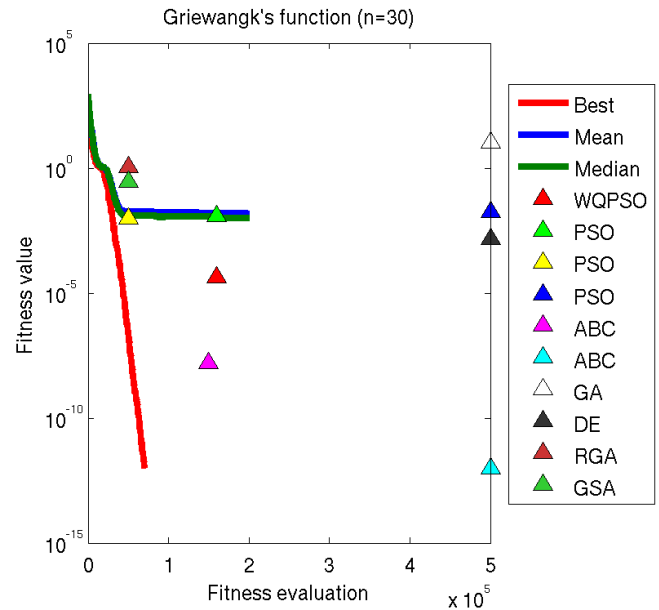 Griewangk's function (n=30)
10^5
10^0
10^-5
10^-10
10^-15
Fitness value
0
1
2
3
4
5
x 10^5
Fitness evaluation
Best
Mean
Median
WQPSO
PSO
PSO
PSO
ABC
ABC
GA
DE
RGA
GSA